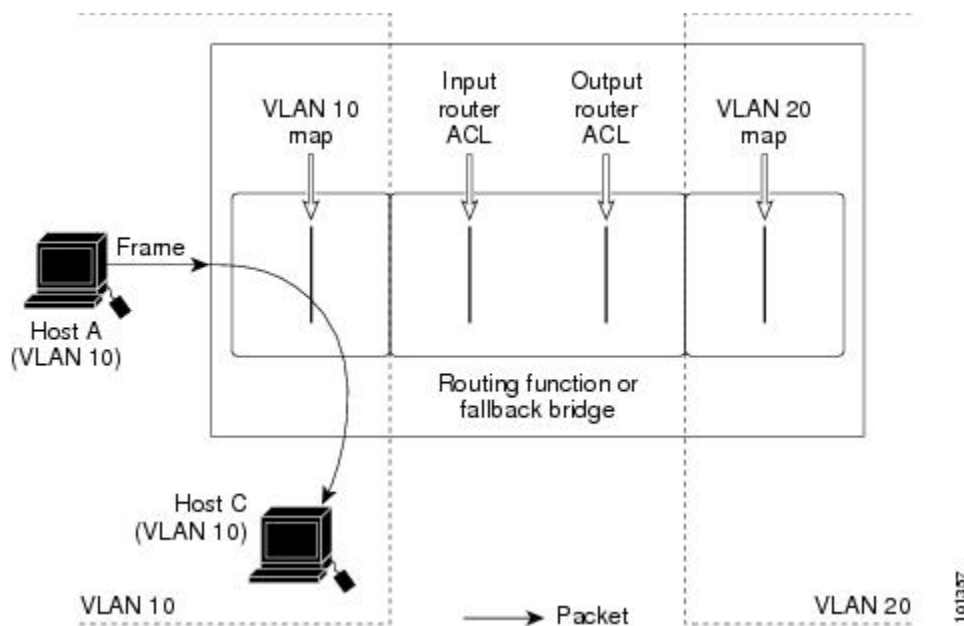 VLAN 10
map
Input
router
ACL
Output
router
ACL
VLAN 20
map
Frame
Host A
(VLAN 10)
Routing function or
fallback bridge
Host C
(VLAN 10)
VLAN 10
Packet
VLAN 20
101357